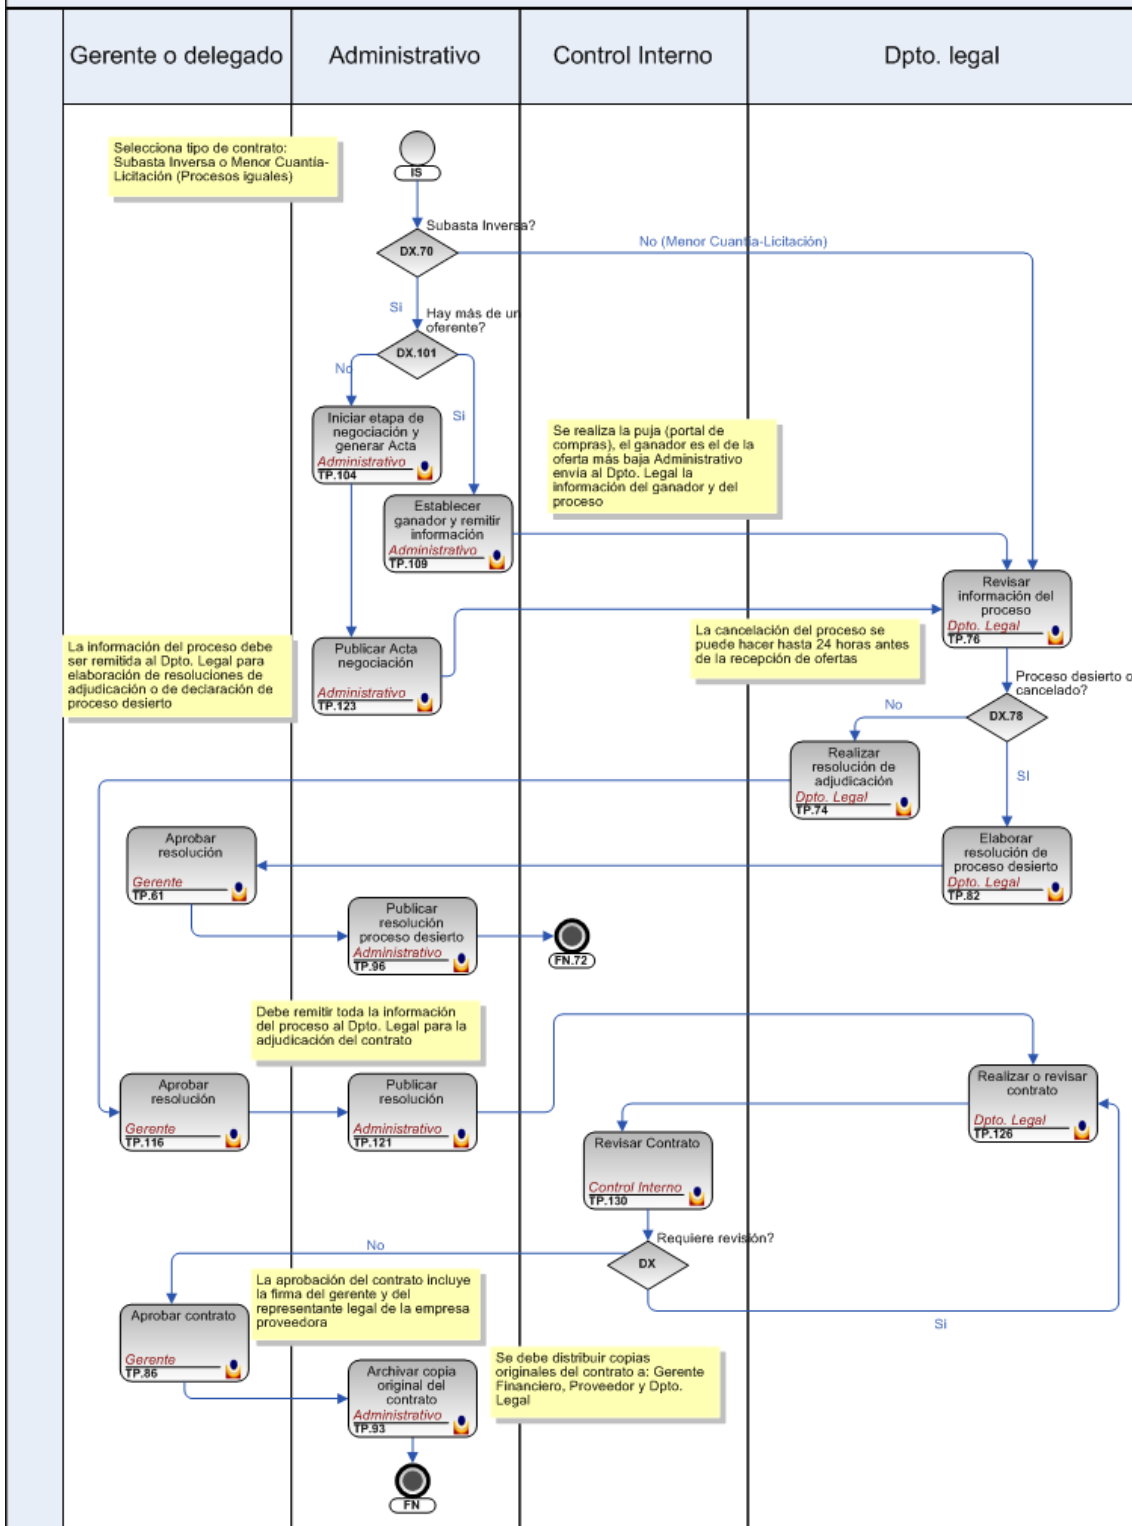 Gerente o delegado
Administrativo
Control Interno
Dpto. legal
Selecciona tipo de contrato:
Subasta Inversa o Menor Cuantía-
Licitación (Procesos iguales)
IS
Subasta Inversa?
DX.70
No (Menor Cuantía-Licitación)
Si
Hay más de un
oferente?
DX.101
No
Si
Iniciar etapa de
negociación y
generar Acta
Administrativo
TP.104
Se realiza la puja (portal de
compras), el ganador es el de la
oferta más baja Administrativo
envía al Dpto. Legal la
información del ganador y del
proceso
Establecer
ganador y remitir
información
Administrativo
TP.109
Revisar
información del
proceso
Dpto. Legal
TP.76
La información del proceso debe
ser remitida al Dpto. Legal para
elaboración de resoluciones de
adjudicación o de declaración de
proceso desierto
Publicar Acta
negociación
Administrativo
TP.123
La cancelación del proceso se
puede hacer hasta 24 horas antes
de la recepción de ofertas
Proceso desierto o
cancelado?
DX.78
No
SI
Realizar
resolución de
adjudicación
Dpto. Legal
TP.74
Aprobar
resolución
Gerente
TP.61
Elaborar
resolución de
proceso desierto
Dpto. Legal
TP.82
Publicar
resolución
proceso desierto
Administrativo
TP.96
FN.72
Debe remitir toda la información
del proceso al Dpto. Legal para la
adjudicación del contrato
Aprobar
resolución
Gerente
TP.116
Publicar
resolución
Administrativo
TP.121
Realizar o revisar
contrato
Dpto. Legal
TP.126
Revisar Contrato
Control Interno
TP.130
Requiere revisión?
DX
No
Si
La aprobación del contrato incluye
la firma del gerente y del
representante legal de la empresa
proveedora
Aprobar contrato
Gerente
TP.86
Archivar copia
original del
contrato
Administrativo
TP.93
Se debe distribuir copias
originales del contrato a: Gerente
Financiero, Proveedor y Dpto.
Legal
FN